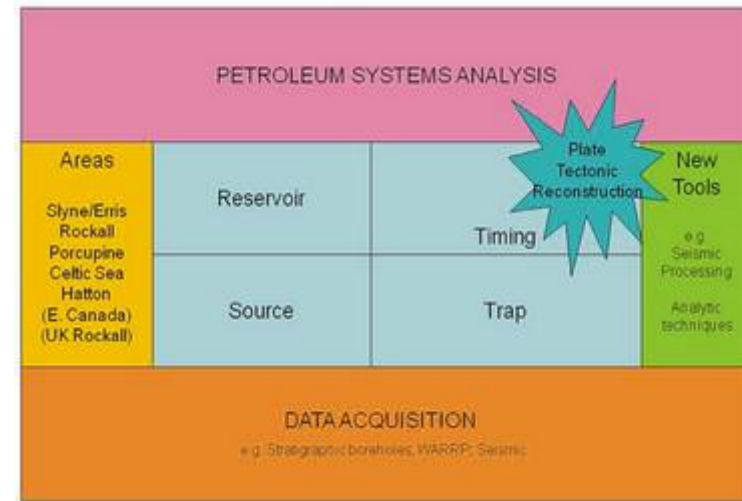 PETROLEUM SYSTEMS ANALYSIS
Areas
Slyne/Erris
Rockall
Porcupine
Celtic Sea
Hatton
(E. Canada)
(UK Rockall)
Reservoir
Timing
Source
Trap
Plate
Tectonic
Reconstruction
New
Tools
e.g.
Seismic
Processing
Analytic
techniques
DATA ACQUISITION
e.g. Stratigraphic boreholes, WARRP; Seismic